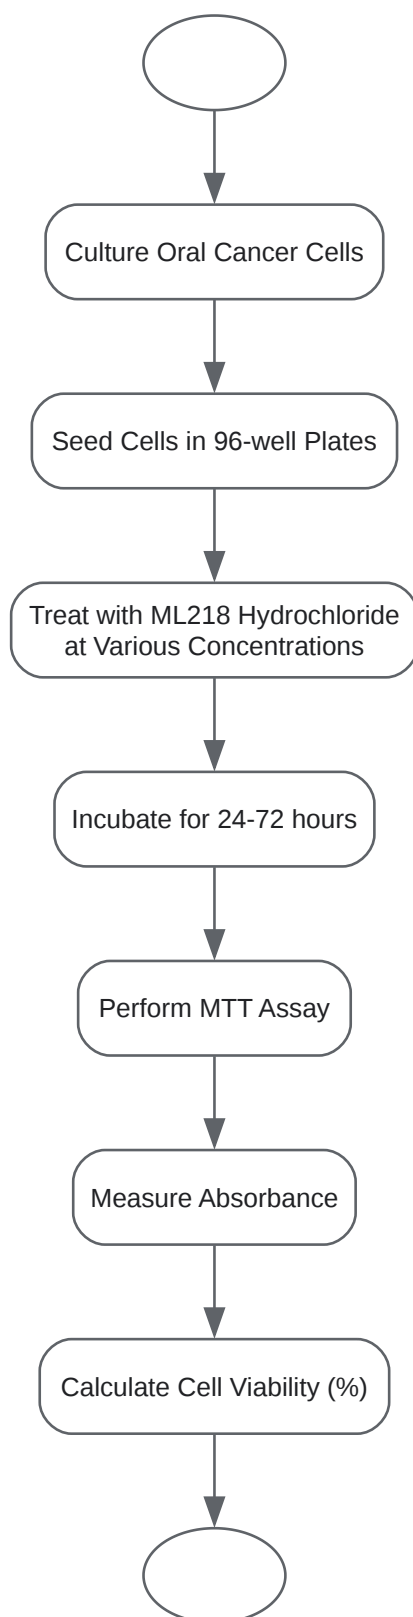 Culture Oral Cancer Cells
Seed Cells in 96-well Plates
Treat with ML218 Hydrochloride
at Various Concentrations
Incubate for 24-72 hours
Perform MTT Assay
Measure Absorbance
Calculate Cell Viability (%)